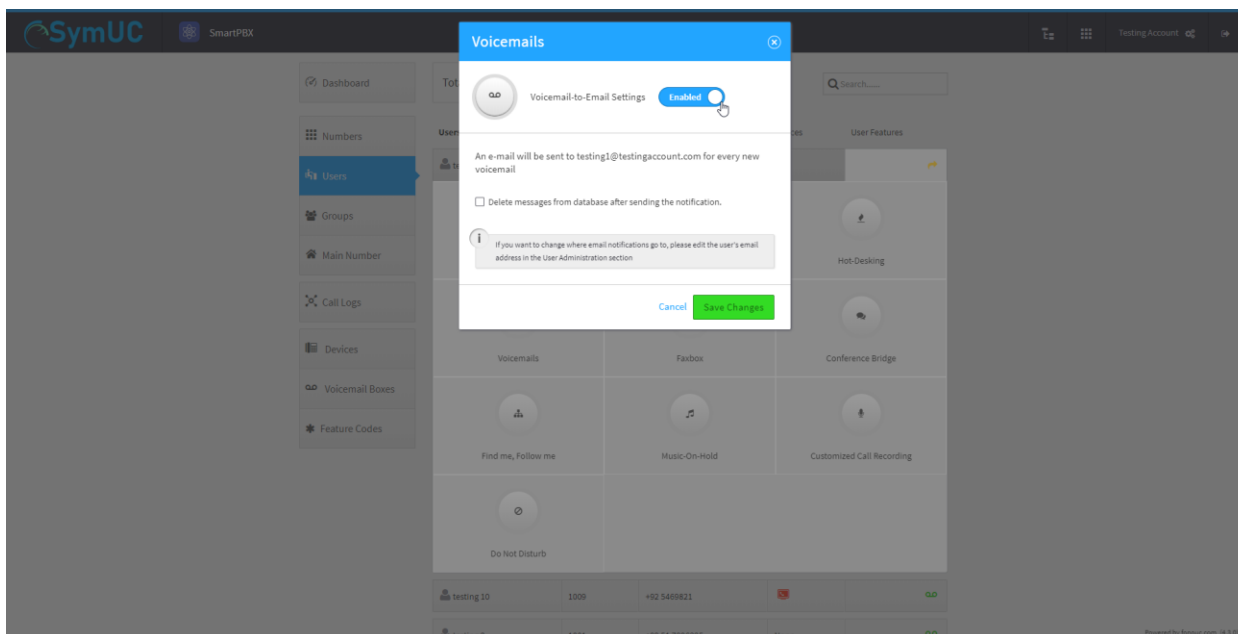 SymUC
SmartPBX
Testing Account
Dashboard
Numbers
Users
Groups
Main Number
Call Logs
Devices
Voicemail Boxes
Feature Codes
Search......
User Features
Voicemails
Voicemail-to-Email Settings
Enabled
An e-mail will be sent to testing1@testingaccount.com for every new
voicemail
Delete messages from database after sending the notification.
i
If you want to change where email notifications go to, please edit the user's email
address in the User Administration section
Cancel
Save Changes
Hot-Desking
Voicemails
Faxbox
Conference Bridge
Find me, Follow me
Music-On-Hold
Customized Call Recording
Do Not Disturb
testing 10
+92 5469821